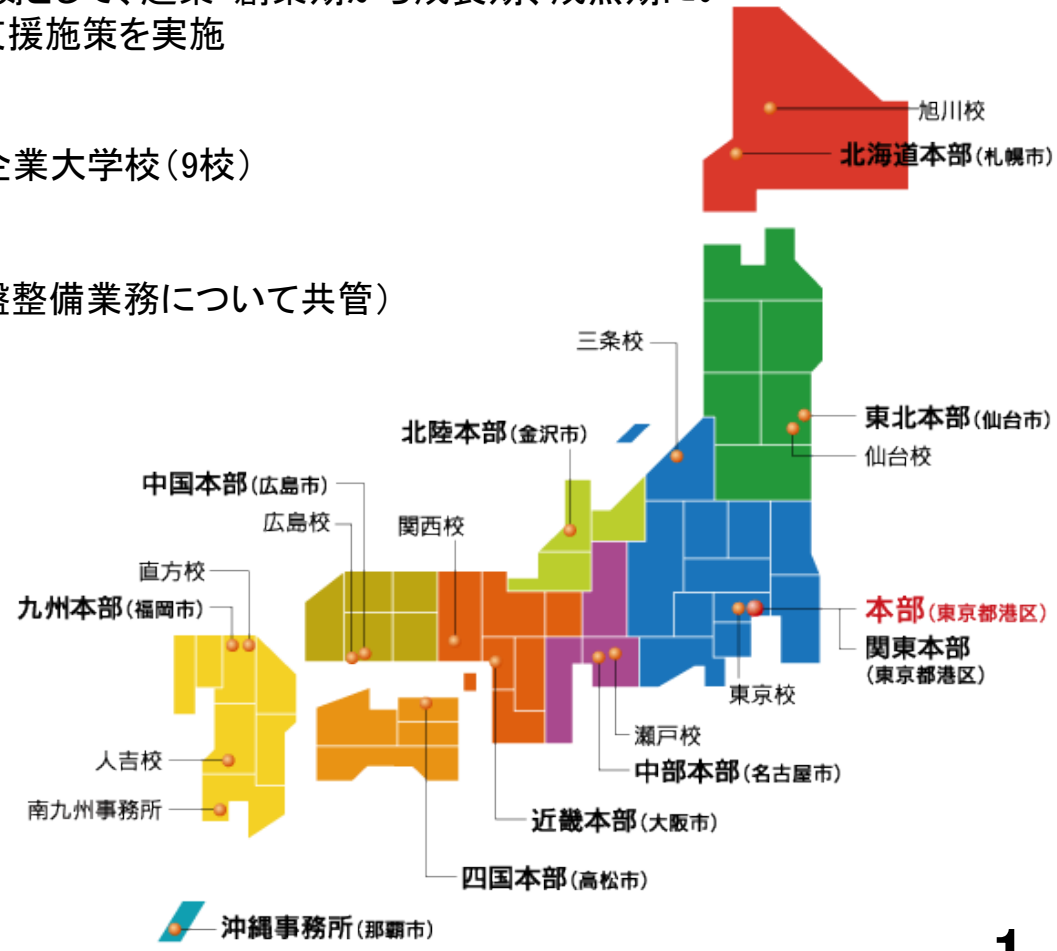 支援施策を実施
企業大学校(9校)
盤整備業務について共管)
旭川校
北海道本部(札幌市)
三条校
東北本部(仙台市)
北陸本部(金沢市)
仙台校
中国本部(広島市)
広島校
関西校
直方校
九州本部(福岡市)
本部(東京都港区)
関東本部
(東京都港区)
東京校
瀬戸校
人吉校
中部本部(名古屋市)
南九州事務所
近畿本部(大阪市)
四国本部(高松市)
沖縄事務所(那覇市)
1